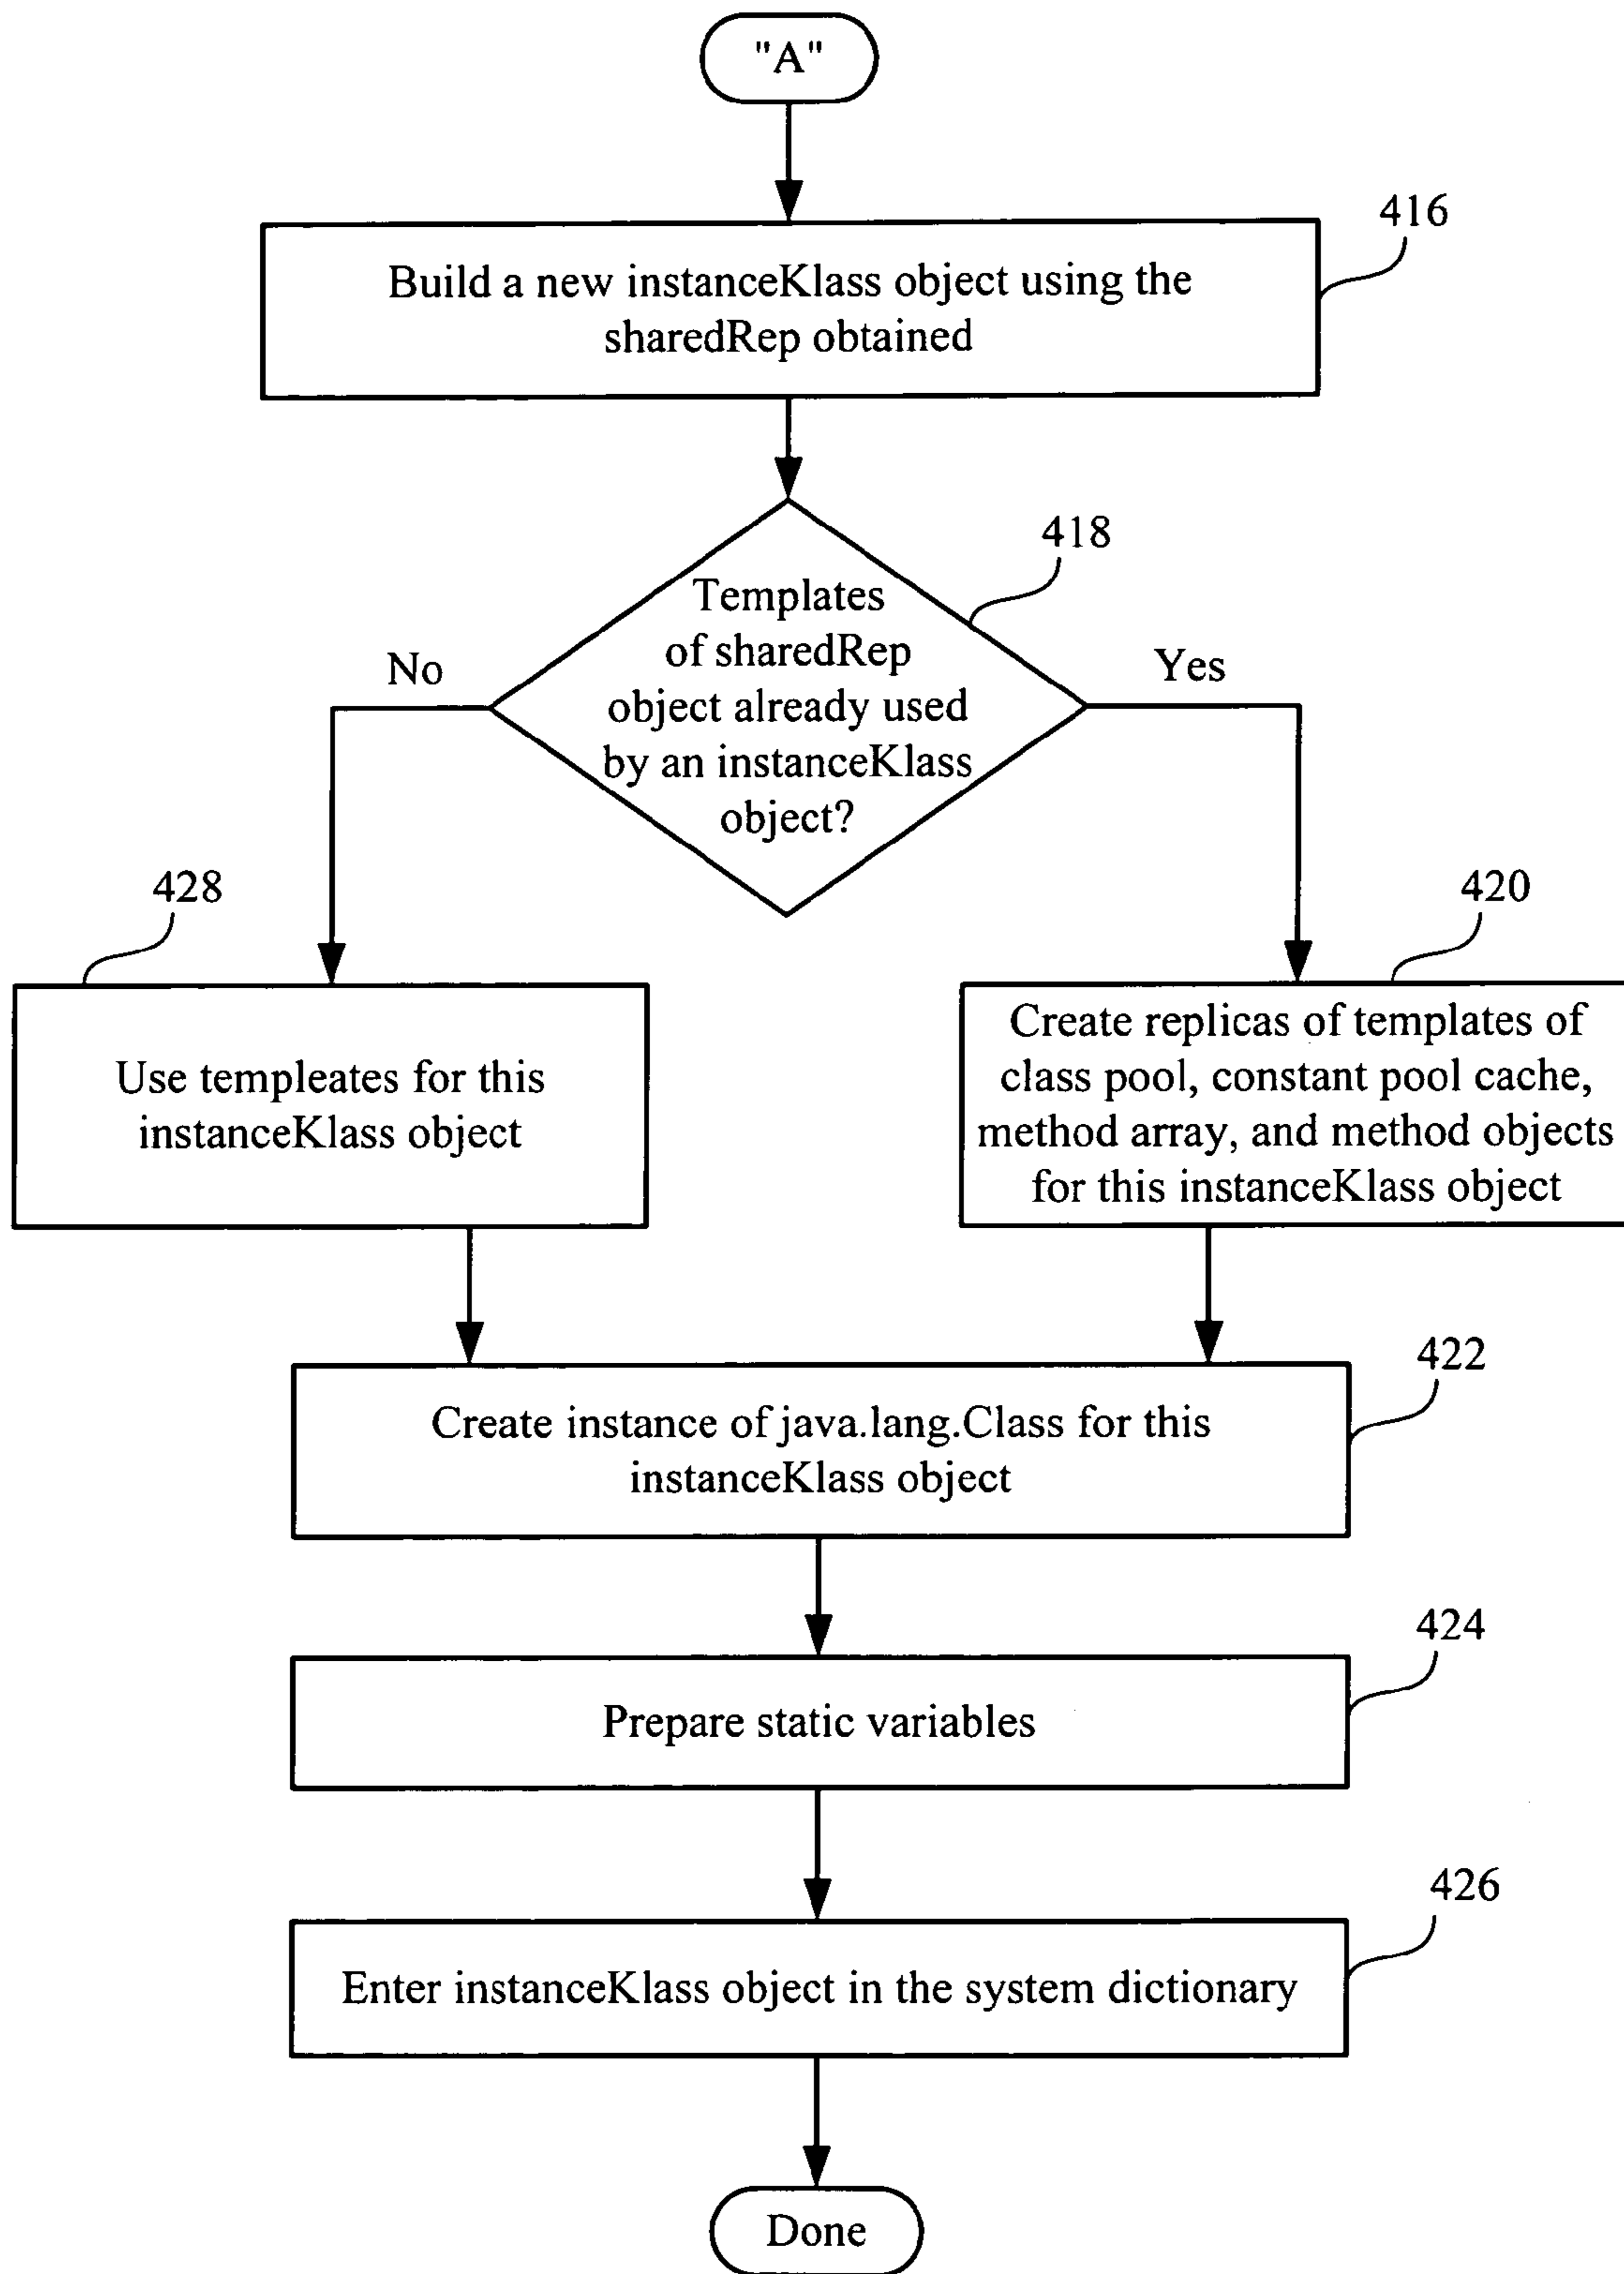 "A"
416
Build a new instanceKlass object using the
sharedRep obtained
418
Templates
of sharedRep
object already used
by an instanceKlass
object?
No
Yes
428
420
Use templeates for this
instanceKlass object
Create replicas of templates of
class pool, constant pool cache,
method array, and method objects
for this instanceKlass object
422
Create instance of java.lang.Class for this
instanceKlass object
424
Prepare static variables
426
Enter instanceKlass object in the system dictionary
Done